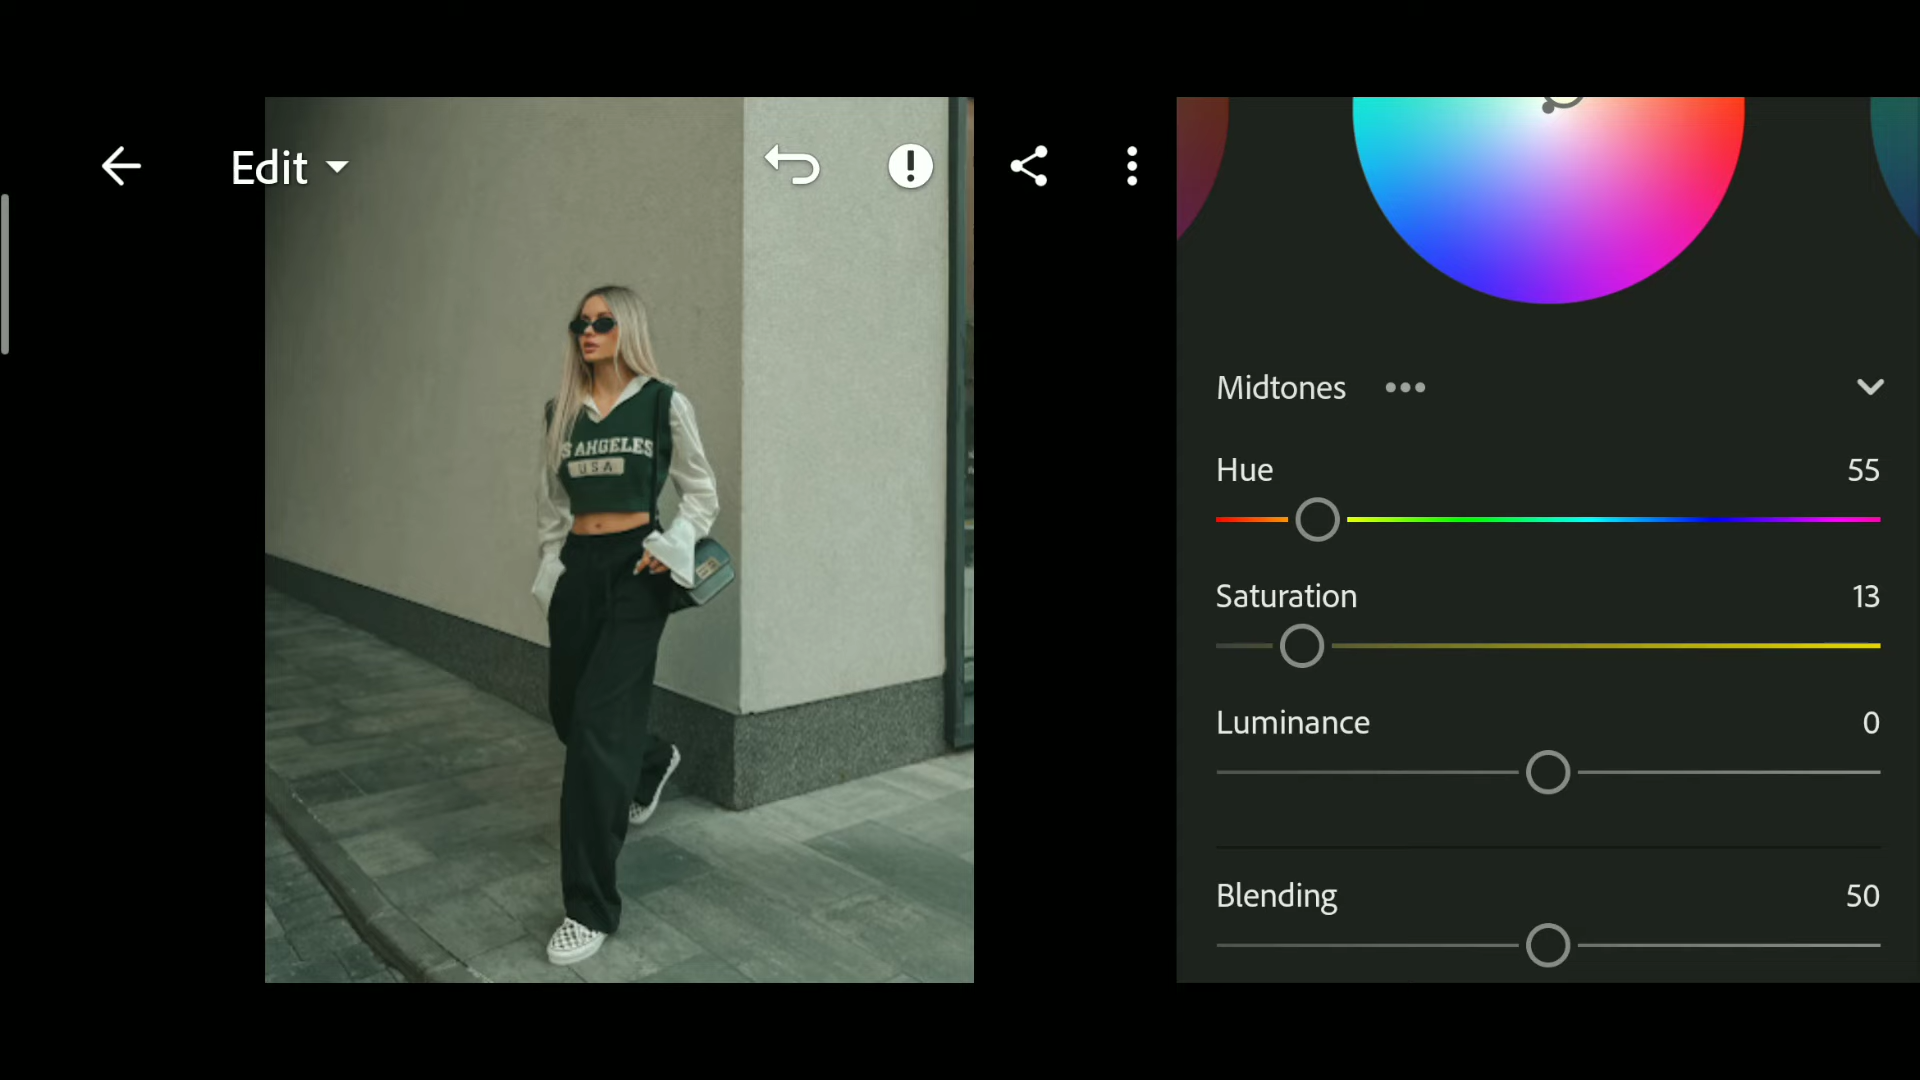 Edit
S ANGELES
USA
Midtones
Hue 55
Saturation 13
Luminance 0
Blending 50